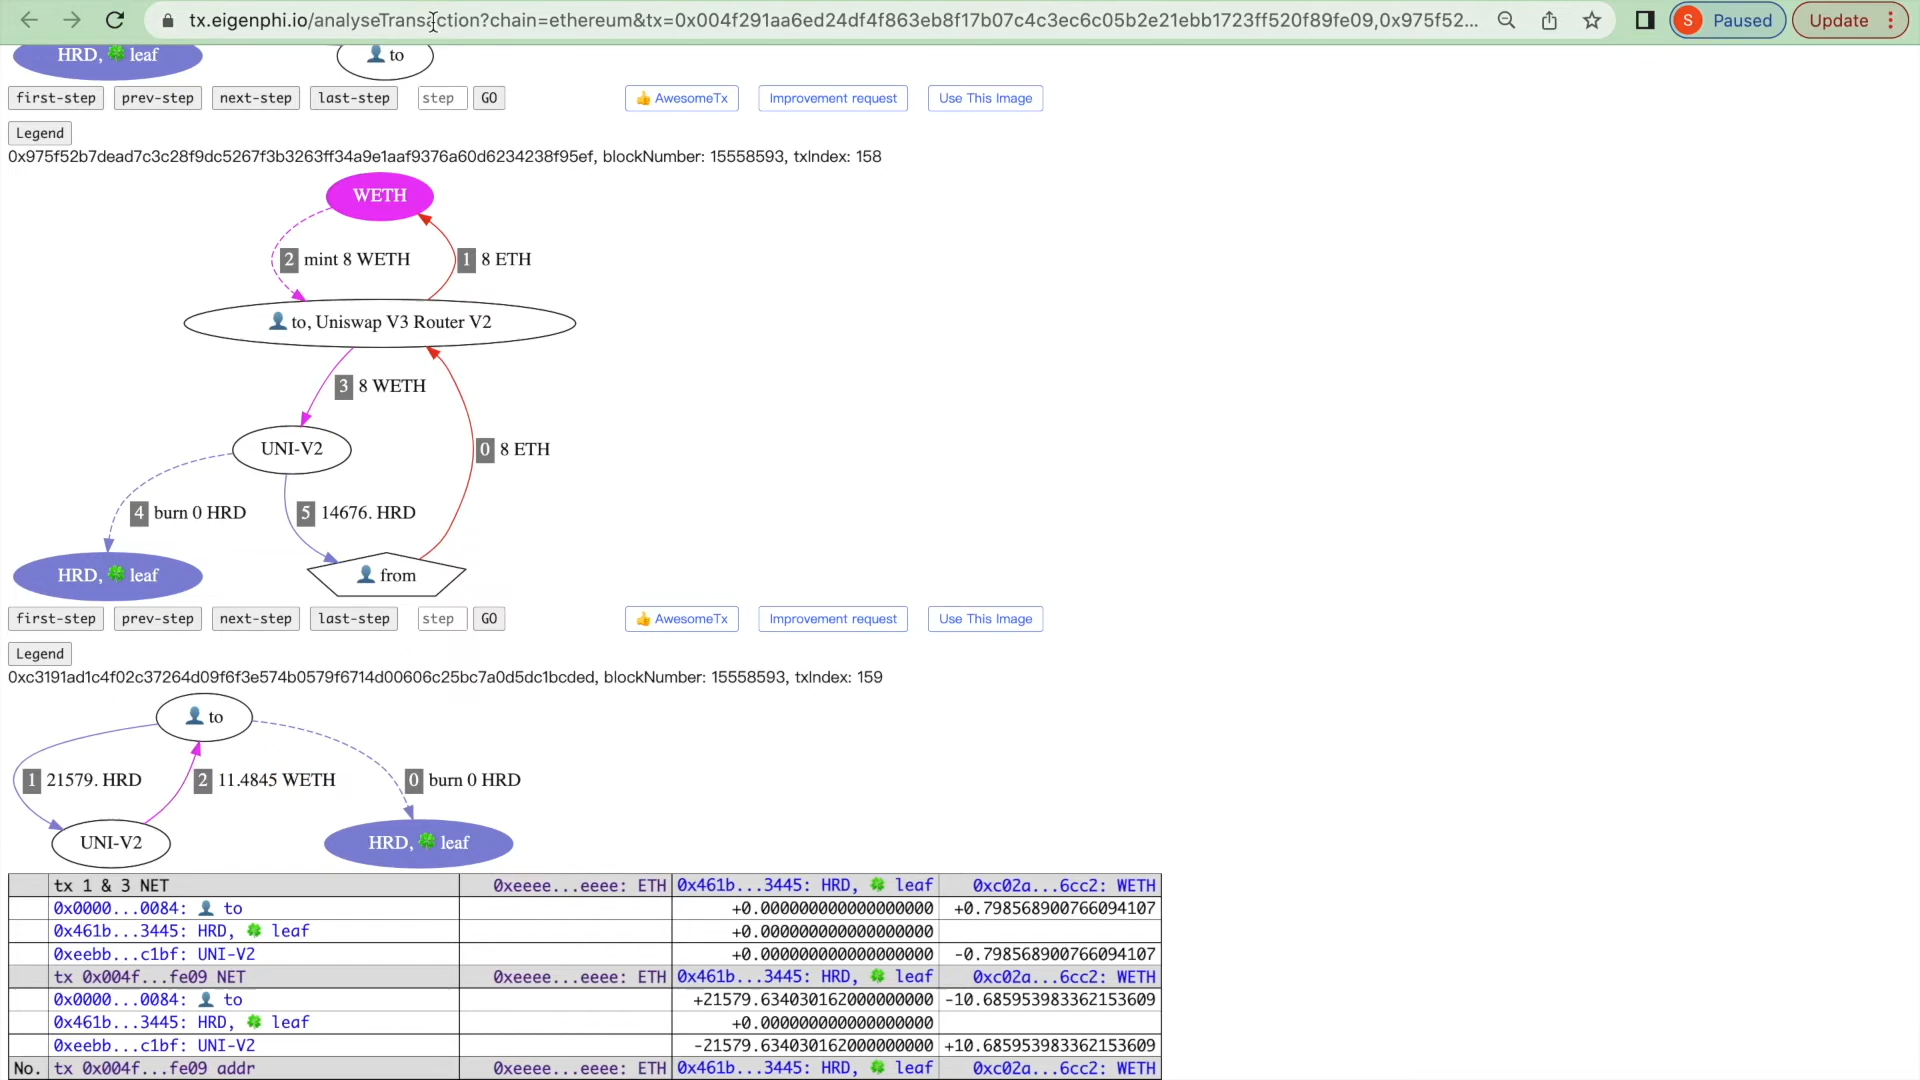 tx.eigenphi.io/analyseTransaction?chain=ethereum&tx=0x004f291aa6ed24df4f863eb8f17b07c4c3ec6c05b2e21ebb1723ff520f89fe09,0x975f52...
S Paused
Update
HRD, 🍀 leaf
👤 to
first-step prev-step next-step last-step step GO 👍 AwesomeTx Improvement request Use This Image
Legend
0x975f52b7dead7c3c28f9dc5267f3b3263ff34a9e1aaf9376a60d6234238f95ef, blockNumber: 15558593, txIndex: 158
WETH
2 mint 8 WETH 1 8 ETH
👤 to, Uniswap V3 Router V2
3 8 WETH
UNI-V2 0 8 ETH
4 burn 0 HRD 5 14676. HRD
HRD, 🍀 leaf 👤 from
first-step prev-step next-step last-step step GO 👍 AwesomeTx Improvement request Use This Image
Legend
0xc3191ad1c4f02c37264d09f6f3e574b0579f6714d00606c25bc7a0d5dc1bcded, blockNumber: 15558593, txIndex: 159
👤 to
1 21579. HRD 2 11.4845 WETH 0 burn 0 HRD
UNI-V2 HRD, 🍀 leaf
tx 1 & 3 NET 0xeeee...eeee: ETH 0x461b...3445: HRD, 🍀 leaf 0xc02a...6cc2: WETH
0x0000...0084: 👤 to +0.000000000000000000 +0.798568900766094107
0x461b...3445: HRD, 🍀 leaf +0.000000000000000000
0xeebb...c1bf: UNI-V2 +0.000000000000000000 -0.798568900766094107
tx 0x004f...fe09 NET 0xeeee...eeee: ETH 0x461b...3445: HRD, 🍀 leaf 0xc02a...6cc2: WETH
0x0000...0084: 👤 to +21579.634030162000000000 -10.685953983362153609
0x461b...3445: HRD, 🍀 leaf +0.000000000000000000
0xeebb...c1bf: UNI-V2 -21579.634030162000000000 +10.685953983362153609
No. tx 0x004f...fe09 addr 0xeeee...eeee: ETH 0x461b...3445: HRD, 🍀 leaf 0xc02a...6cc2: WETH